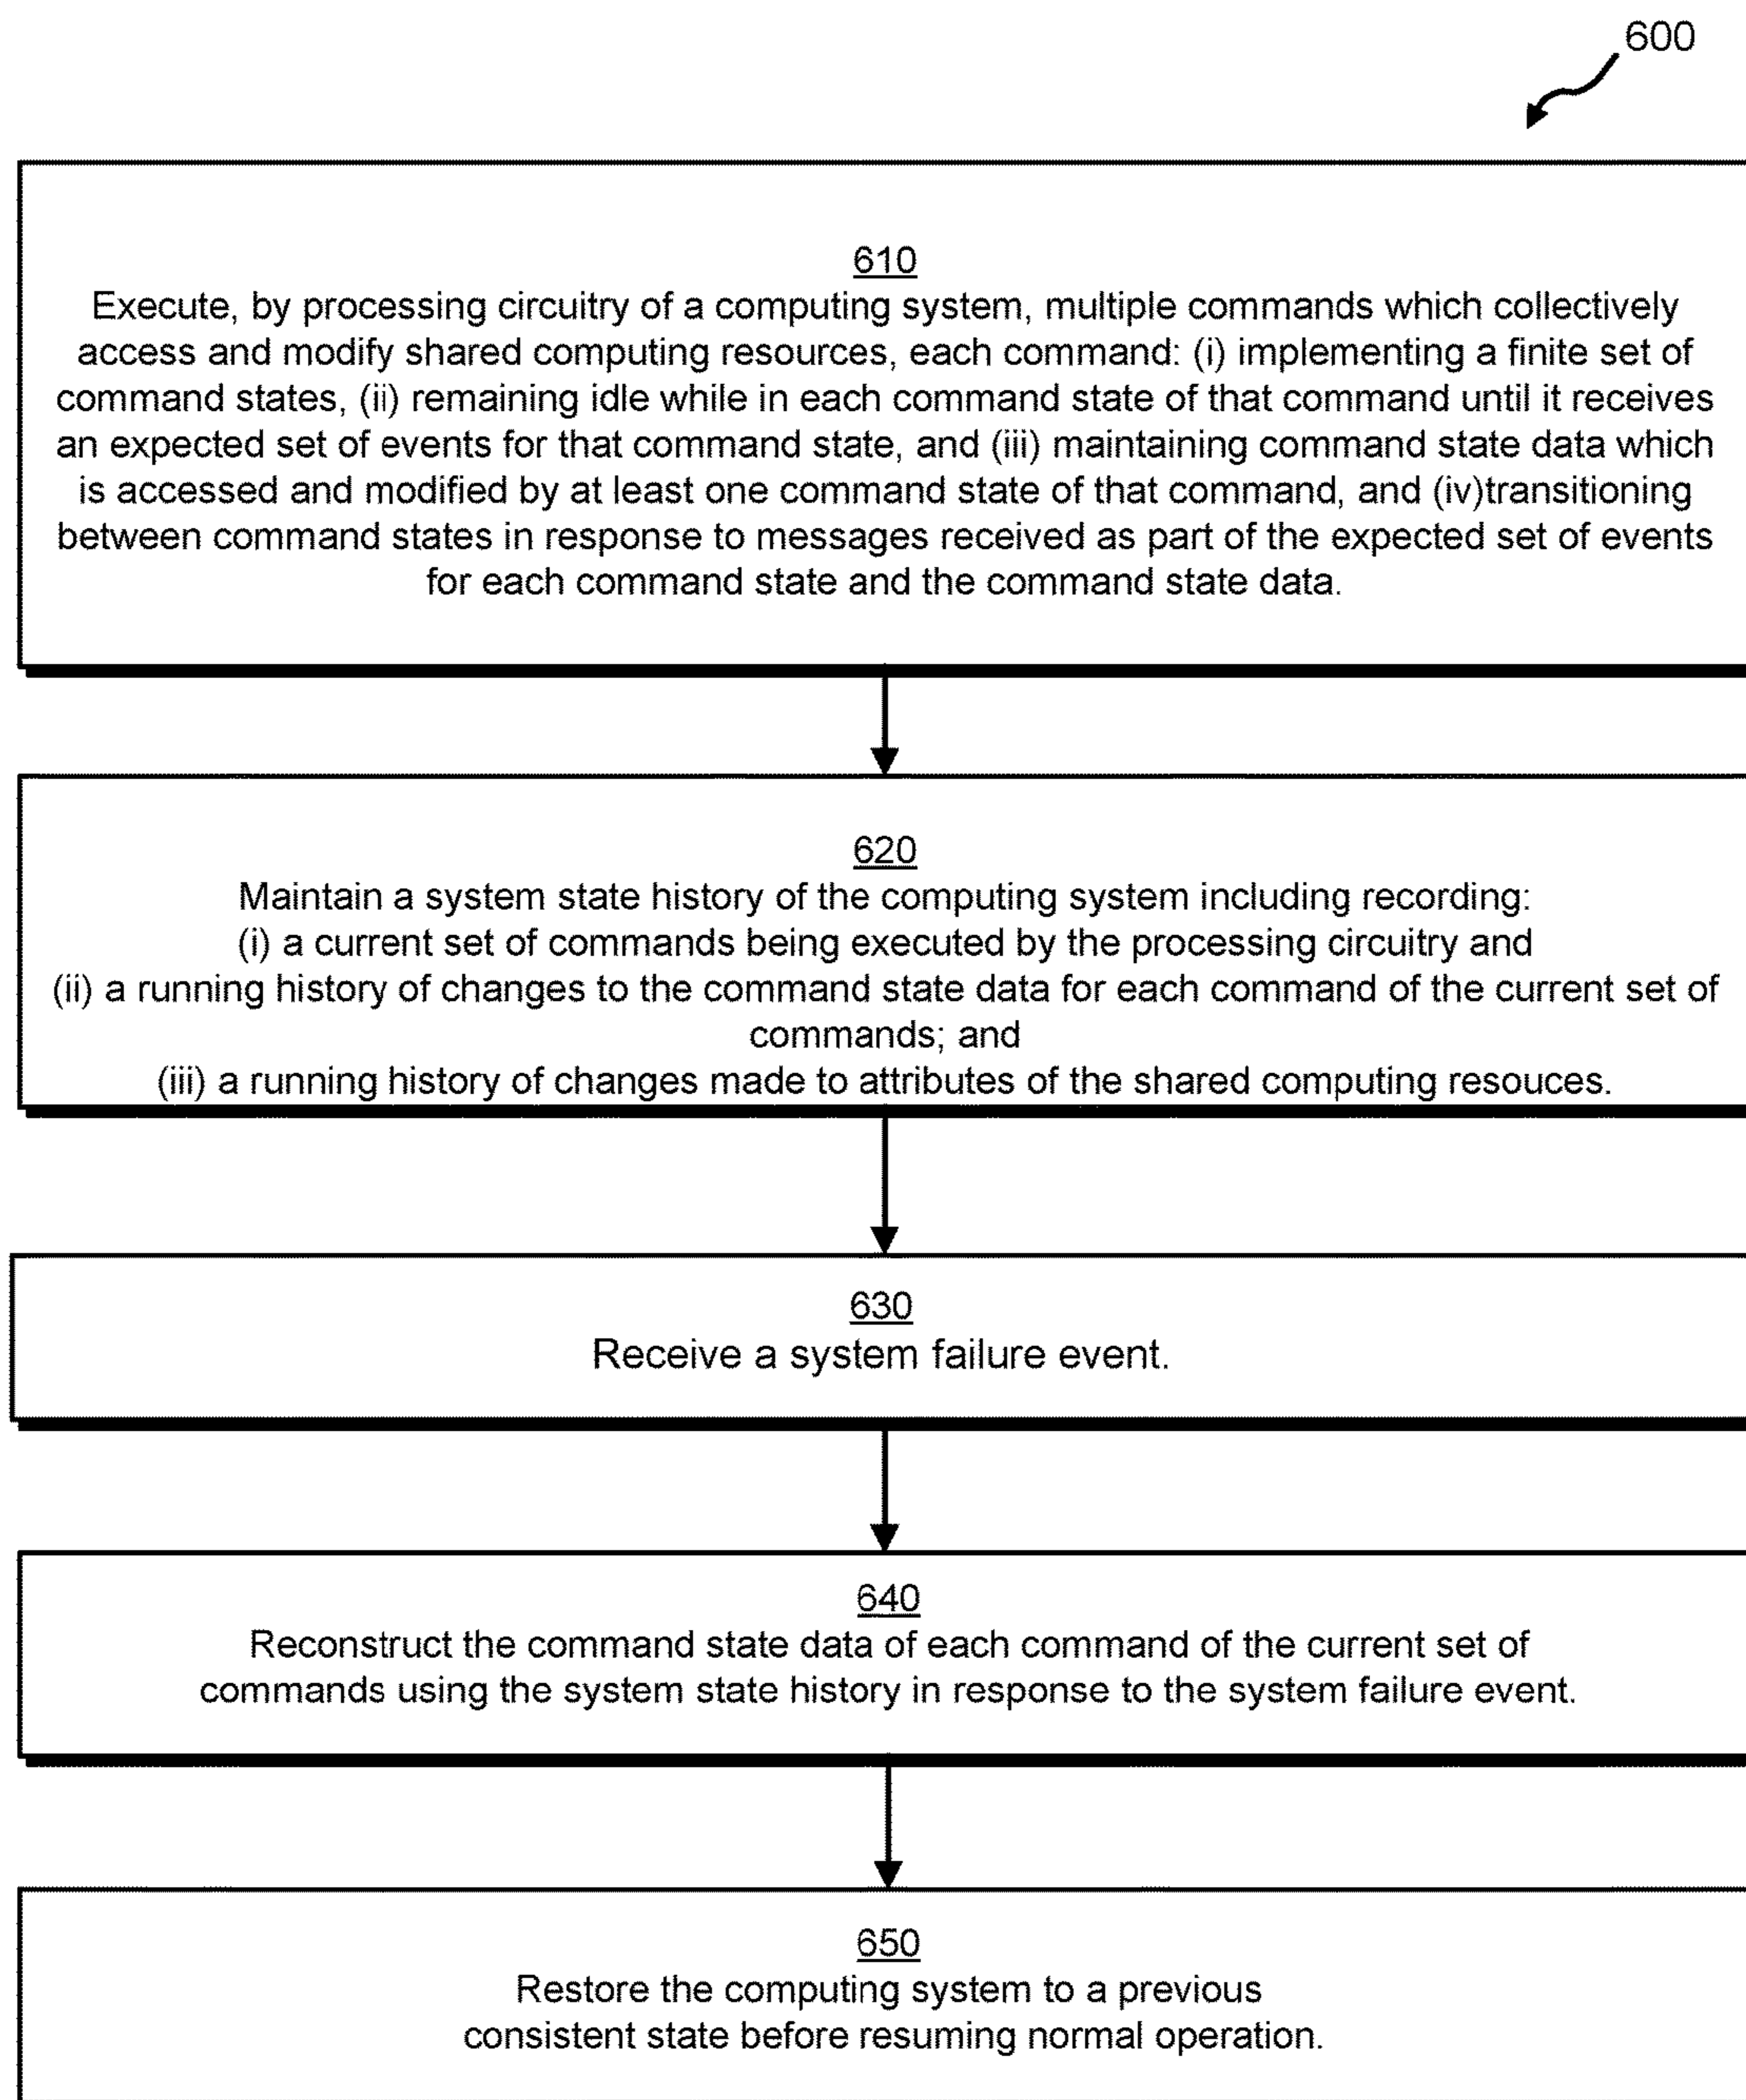 600
610
Execute, by processing circuitry of a computing system, multiple commands which collectively
access and modify shared computing resources, each command: (i) implementing a finite set of
command states, (ii) remaining idle while in each command state of that command until it receives
an expected set of events for that command state, and (iii) maintaining command state data which
is accessed and modified by at least one command state of that command, and (iv)transitioning
between command states in response to messages received as part of the expected set of events
for each command state and the command state data.
620
Maintain a system state history of the computing system including recording:
(i) a current set of commands being executed by the processing circuitry and
(ii) a running history of changes to the command state data for each command of the current set of
commands; and
(iii) a running history of changes made to attributes of the shared computing resouces.
630
Receive a system failure event.
640
Reconstruct the command state data of each command of the current set of
commands using the system state history in response to the system failure event.
650
Restore the computing system to a previous
consistent state before resuming normal operation.